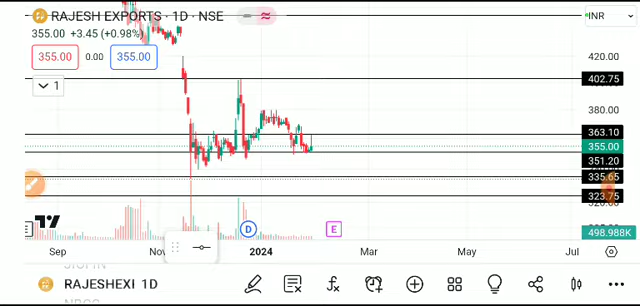 RAJESH EXPORTS · 1D · NSE
INR
355.00 +3.45 (+0.98%)
355.00 0.00 355.00
420.00
402.75
1
380.00
363.10
355.00
351.20
335.65
323.75
D E
498.988K
Sep 2024 Mar May Jul
RAJESHEXI 1D